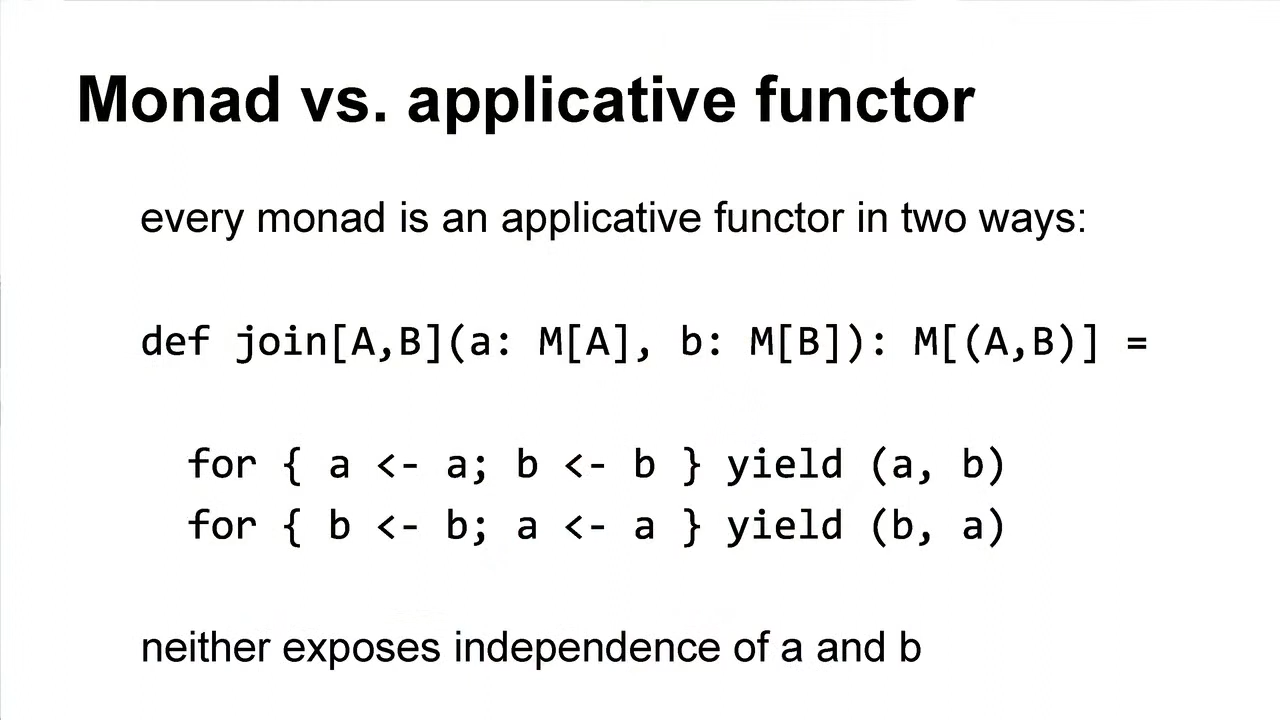 Monad vs. applicative functor
every monad is an applicative functor in two ways:
def join[A,B](a: M[A], b: M[B]): M[(A,B)] =
for { a <- a; b <- b } yield (a, b)
for { b <- b; a <- a } yield (b, a)
neither exposes independence of a and b